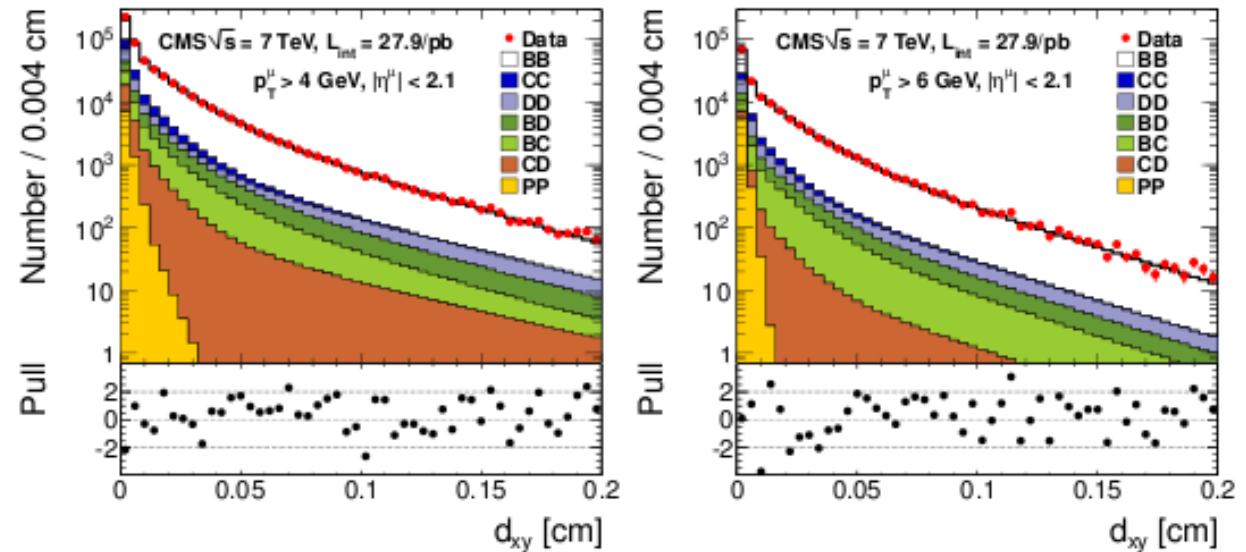 CMS√s = 7 TeV, L_int = 27.9/pb
p_T^μ > 4 GeV, |η^μ| < 2.1
Data
BB
CC
DD
BD
BC
CD
PP
Number / 0.004 cm
10^5
10^4
10^3
10^2
10
1
Pull
2
0
-2
0
0.05
0.1
0.15
0.2
d_xy [cm]
CMS√s = 7 TeV, L_int = 27.9/pb
p_T^μ > 6 GeV, |η^μ| < 2.1
Data
BB
CC
DD
BD
BC
CD
PP
Number / 0.004 cm
10^5
10^4
10^3
10^2
10
1
Pull
2
0
-2
0
0.05
0.1
0.15
0.2
d_xy [cm]